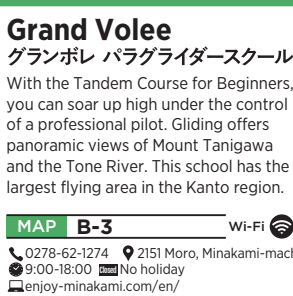 Grand Volee
グランボレ パラグライダースクール
With the Tandem Course for Beginners,
you can soar up high under the control
of a professional pilot. Gliding offers
panoramic views of Mount Tanigawa
and the Tone River. This school has the
largest flying area in the Kanto region.
MAP B-3 Wi-Fi
0278-62-1274 2151 Moro, Minakami-mach
9:00-18:00 Closed No holiday
enjoy-minakami.com/en/